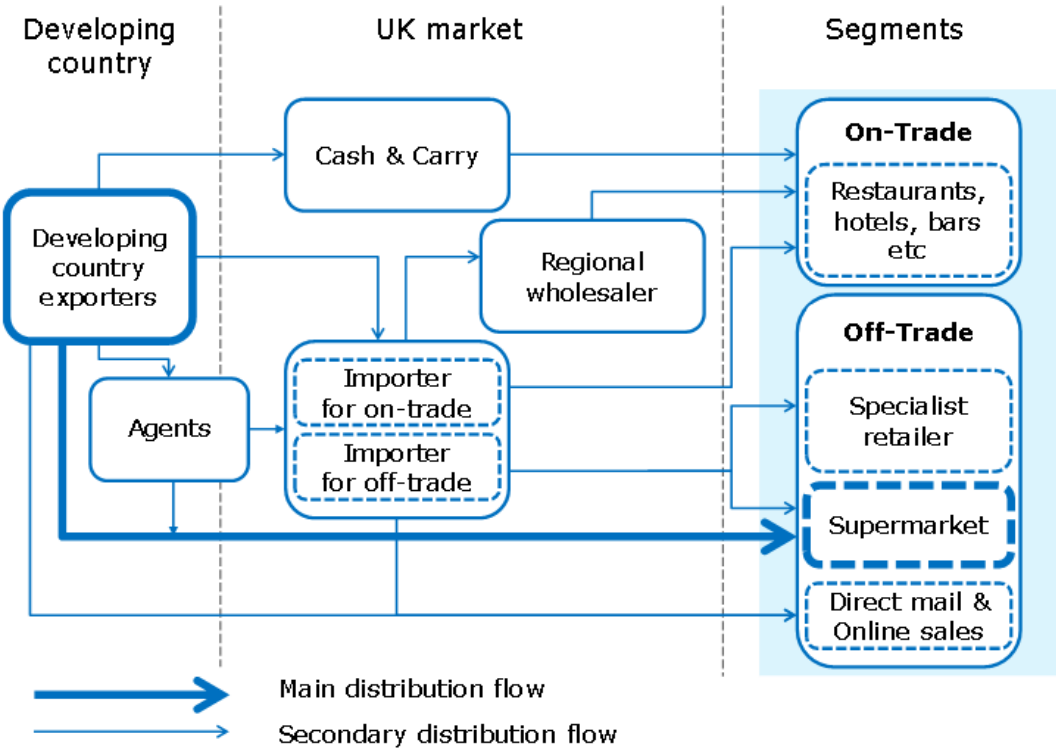 Developing
country
UK market
Segments
Cash & Carry
On-Trade
Restaurants,
hotels, bars
etc
Developing
country
exporters
Regional
wholesaler
Off-Trade
Importer
for on-trade
Specialist
retailer
Agents
Importer
for off-trade
Supermarket
Direct mail &
Online sales
Main distribution flow
Secondary distribution flow